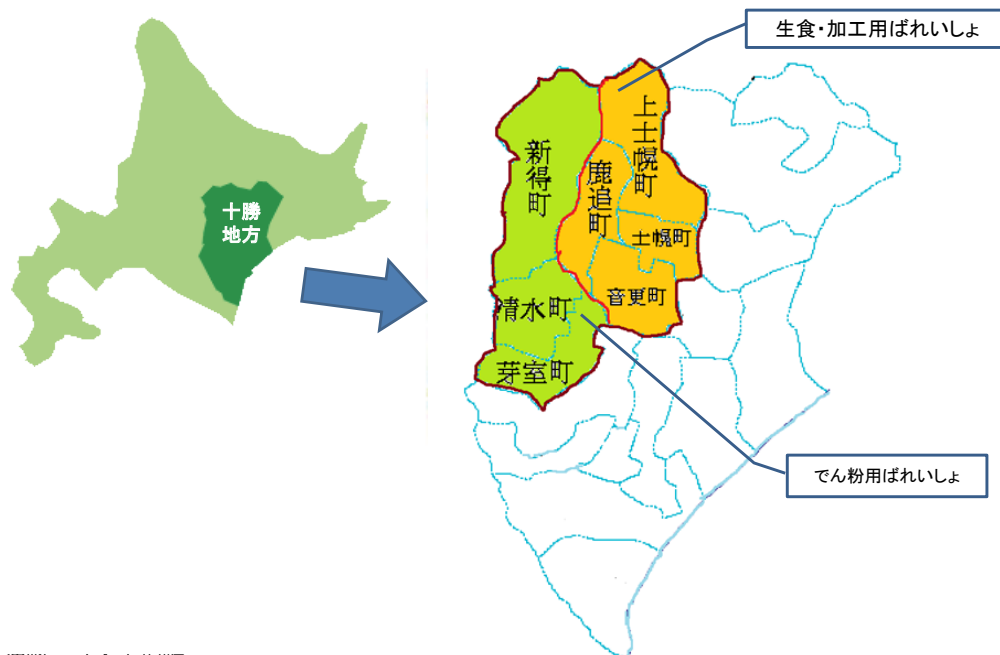 生食・加工用ばれいしょ
十勝
地方
新得町
上士幌町
鹿追町
士幌町
音更町
清水町
芽室町
でん粉用ばれいしょ